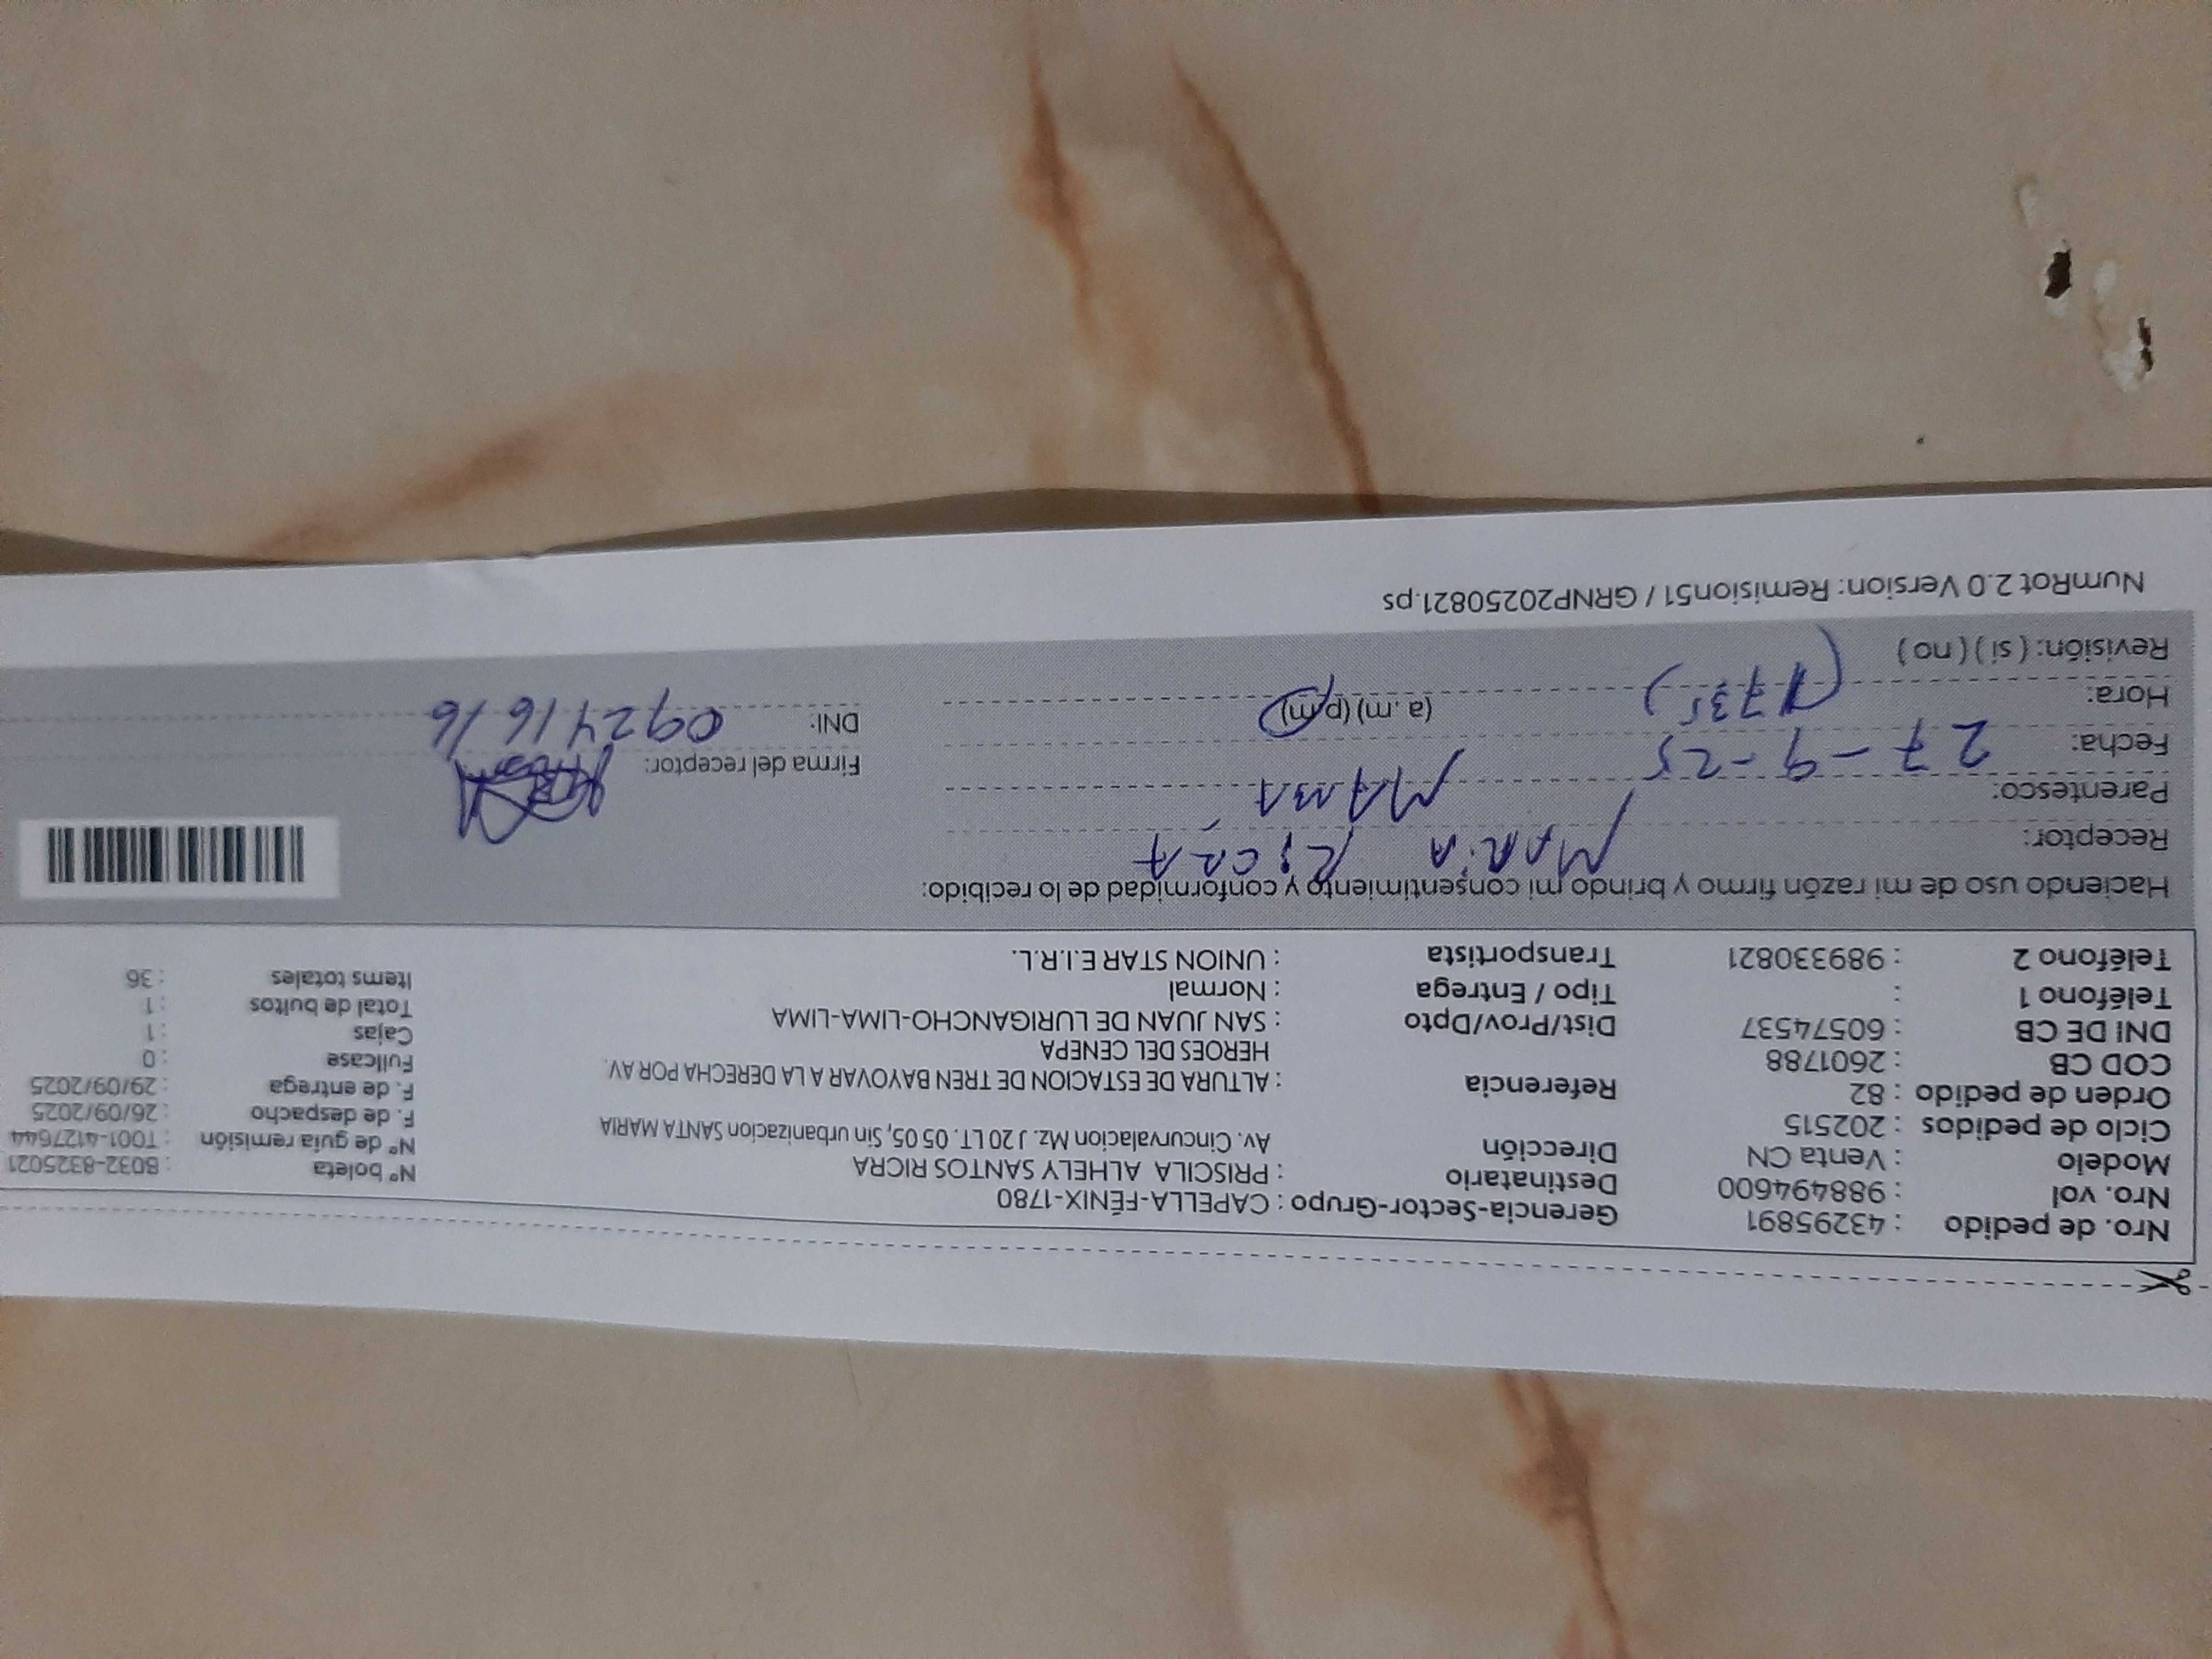 Nro. de pedido : 43295891 Gerencia-Sector-Grupo : CAPELLA-FÉNIX-1780
Nro. vol : 988494600 Destinatario : PRISCILA ALHELY SANTOS RICRA Nº boleta : B032-8325021
Modelo : Venta CN Dirección Av. Cincurvalacion Mz. J 20 LT. 05 05, Sin urbanizacion SANTA MARIA Nº de guía remisión : T001-4127644
Ciclo de pedidos : 202515 F. de despacho : 26/09/2025
Orden de pedido : 82 Referencia : ALTURA DE ESTACION DE TREN BAYOVAR A LA DERECHA POR AV. F. de entrega : 29/09/2025
COD CB : 2601788 HEROES DEL CENEPA Fullcase : 0
DNI DE CB : 60574537 Dist/Prov/Dpto : SAN JUAN DE LURIGANCHO-LIMA-LIMA Cajas : 1
Teléfono 1 : Tipo / Entrega : Normal Total de bultos : 1
Teléfono 2 : 989330821 Transportista : UNION STAR E.I.R.L. Items totales : 36
Haciendo uso de mi razón firmo y brindo mi consentimiento y conformidad de lo recibido:
Receptor: MARIA RICRA
Parentesco: MAMA Firma del receptor:
Fecha: 27-9-25 DNI: 09241616
Hora: (1735) (a. m) (p. m)
Revisión: ( sí ) ( no )
NumRot 2.0 Version: Remision51 / GRNP20250821.ps